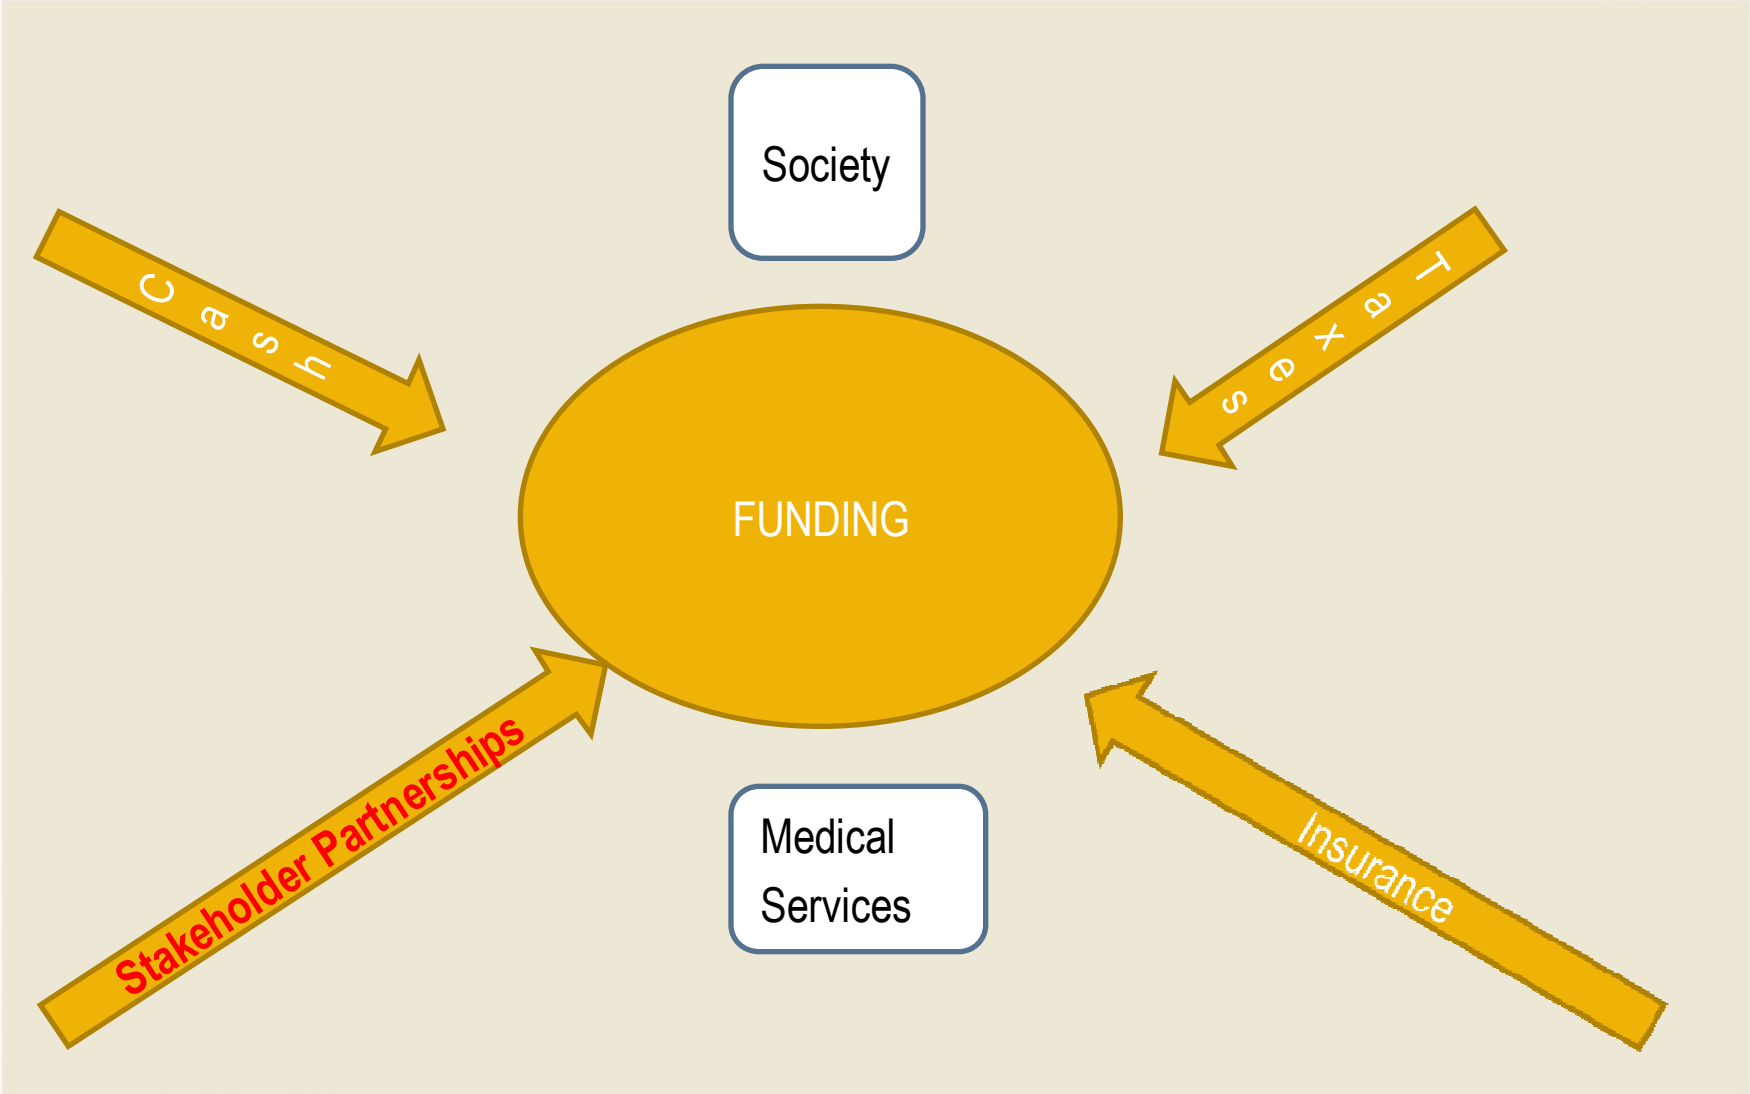 Society
Cash
Taxes
FUNDING
Stakeholder Partnerships
Medical
Services
Insurance